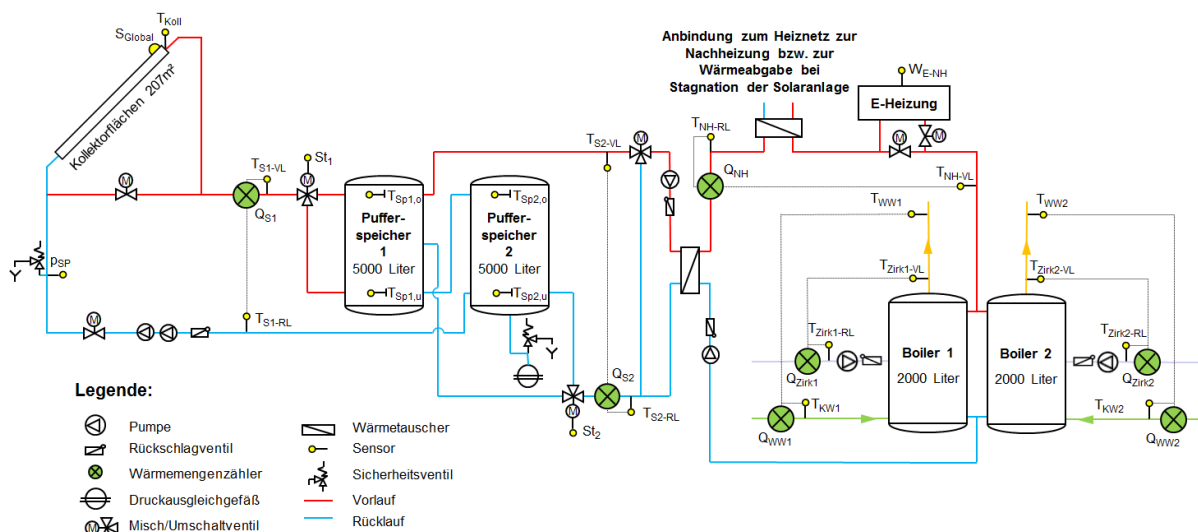 T_Koll
S_Global
Kollektorflächen 207m²
Anbindung zum Heiznetz zur
Nachheizung bzw. zur
Wärmeabgabe bei
Stagnation der Solaranlage
W_E-NH
E-Heizung
M
M
T_NH-RL
Q_NH
T_NH-VL
M
T_S2-VL
St_1
M
T_S1-VL
M
Q_S1
T_Sp1,o
Puffer-
speicher
1
5000 Liter
T_Sp1,u
T_Sp2,o
Puffer-
speicher
2
5000 Liter
T_Sp2,u
T_WW1
T_WW2
T_Zirk1-VL
T_Zirk2-VL
p_SP
T_S1-RL
M
T_Zirk1-RL
T_Zirk2-RL
Boiler 1
2000 Liter
Boiler 2
2000 Liter
Q_Zirk1
Q_Zirk2
Q_S2
T_S2-RL
M
St_2
T_KW1
T_KW2
Q_WW1
Q_WW2
Legende:
Pumpe
Rückschlagventil
Wärmemengenzähler
Druckausgleichgefäß
M
Misch/Umschaltventil
Wärmetauscher
Sensor
Sicherheitsventil
Vorlauf
Rücklauf